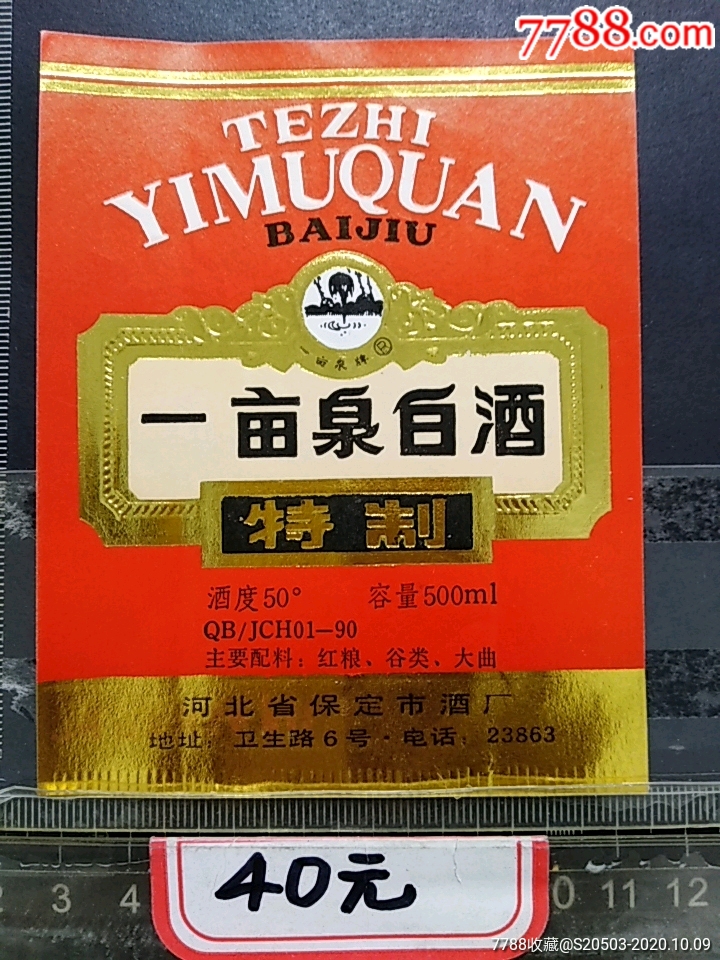 7788.com
TEZHI
YIMUQUAN
BAIJIU
一亩泉牌®
一亩泉白酒
特制
酒度50° 容量500ml
QB/JCH01-90
主要配料：红粮、谷类、大曲
河北省保定市酒厂
地址：卫生路6号·电话：23863
3 4 10 11 12
40元
7788收藏@S20503-2020.10.09